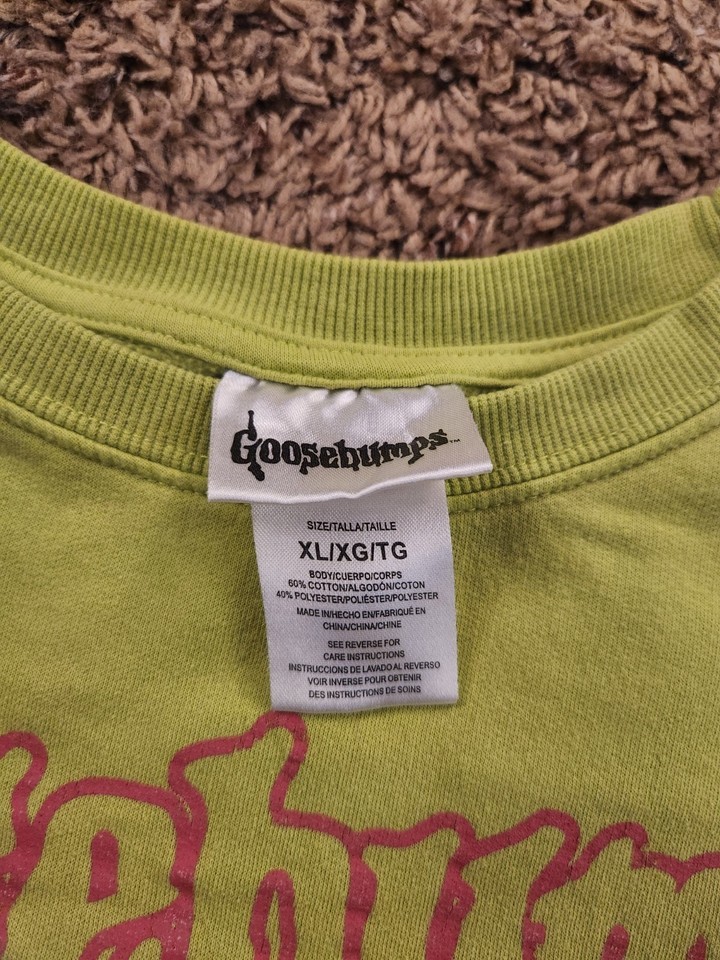 Goosebumps™
SIZE/TALLA/TAILLE
XL/XG/TG
BODY/CUERPO/CORPS
60% COTTON/ALGODÓN/COTON
40% POLYESTER/POLIÉSTER/POLYESTER
MADE IN/HECHO EN/FABRIQUÉ EN
CHINA/CHINA/CHINE
SEE REVERSE FOR
CARE INSTRUCTIONS
INSTRUCCIONES DE LAVADO AL REVERSO
VOIR INVERSE POUR OBTENIR
DES INSTRUCTIONS DE SOINS
ebum